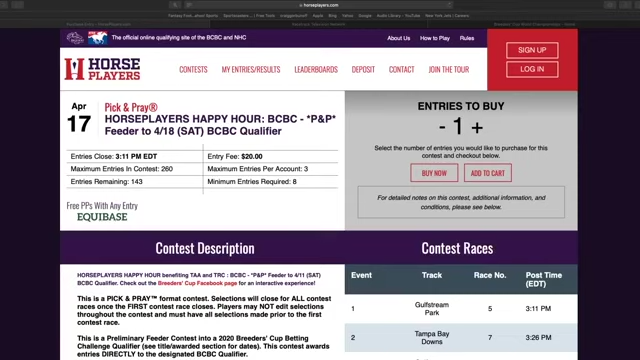 horseplayers.com
Apple
Bing
Yahoo
Google
The official online qualifying site of the BCBC and NHC
About Us
How to Play
Rules
SIGN UP
LOG IN
HORSE
PLAYERS
CONTESTS
MY ENTRIES/RESULTS
LEADERBOARDS
DEPOSIT
CONTACT
JOIN THE TOUR
Apr
17
Pick & Pray®
HORSEPLAYERS HAPPY HOUR: BCBC - *P&P*
Feeder to 4/18 (SAT) BCBC Qualifier
Entries Close: 3:11 PM EDT
Entry Fee: $20.00
Maximum Entries In Contest: 260
Maximum Entries Per Account: 3
Entries Remaining: 143
Minimum Entries Required: 8
Free PPs With Any Entry
EQUIBASE
ENTRIES TO BUY
- 1 +
Select the number of entries you would like to purchase for this
contest and checkout below.
BUY NOW
ADD TO CART
For detailed notes on this contest, additional information, and
conditions, please see below.
Contest Description
HORSEPLAYERS HAPPY HOUR benefiting TAA and TRC : BCBC - *P&P* Feeder to 4/11 (SAT)
BCBC Qualifier. Check out the Breeders' Cup Facebook page for an interactive experience!
This is a PICK & PRAY™ format contest. Selections will close for ALL contest
races once the FIRST contest race closes. Players may NOT edit selections
throughout the contest and must have all selections made prior to the
first contest race.
This is a Preliminary Feeder Contest into a 2020 Breeders' Cup Betting
Challenge Qualifier (see title/awarded section for dates). This contest awards
entries DIRECTLY to the designated BCBC Qualifier.
Contest Races
Event
Track
Race No.
Post Time
(EDT)
1
Gulfstream
Park
5
3:11 PM
2
Tampa Bay
Downs
7
3:26 PM